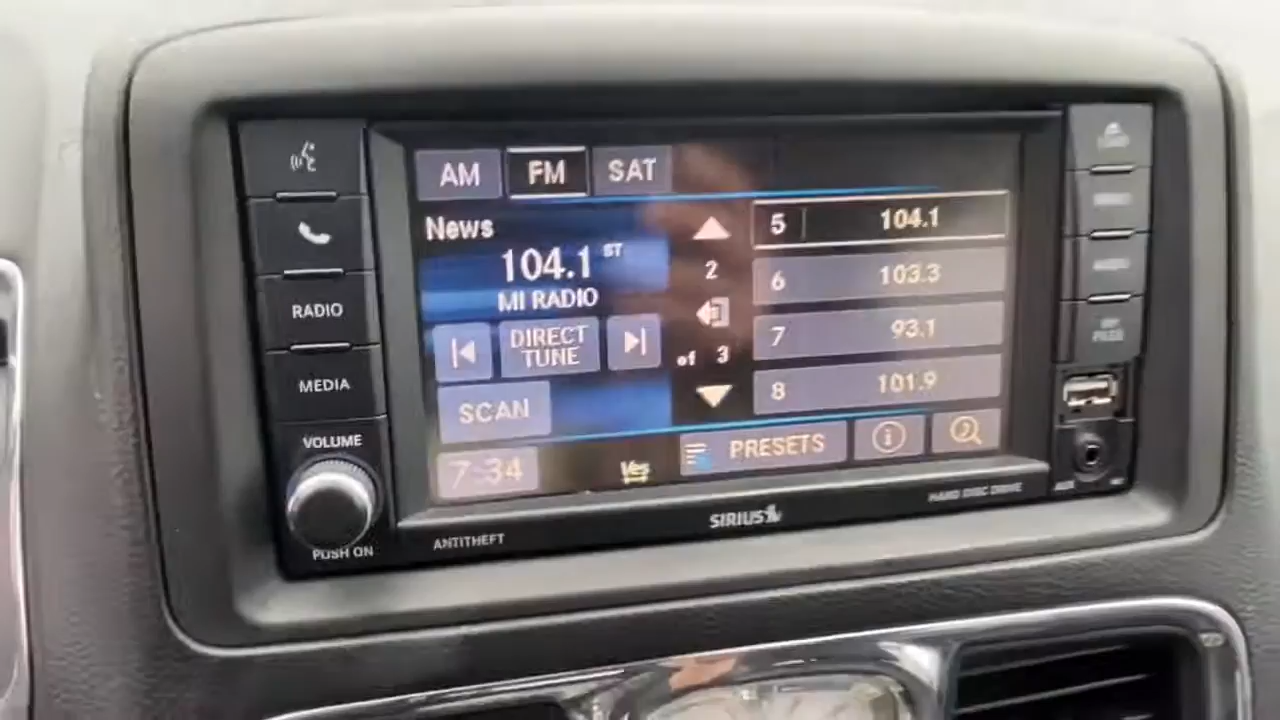 AM FM SAT
News
104.1 ST
MI RADIO
DIRECT TUNE
SCAN
7:34
Yes
2
of 3
5 104.1
6 103.3
7 93.1
8 101.9
PRESETS
i
RADIO
MEDIA
VOLUME
PUSH ON
ANTITHEFT
SIRIUS
HARD DISC DRIVE
AUX